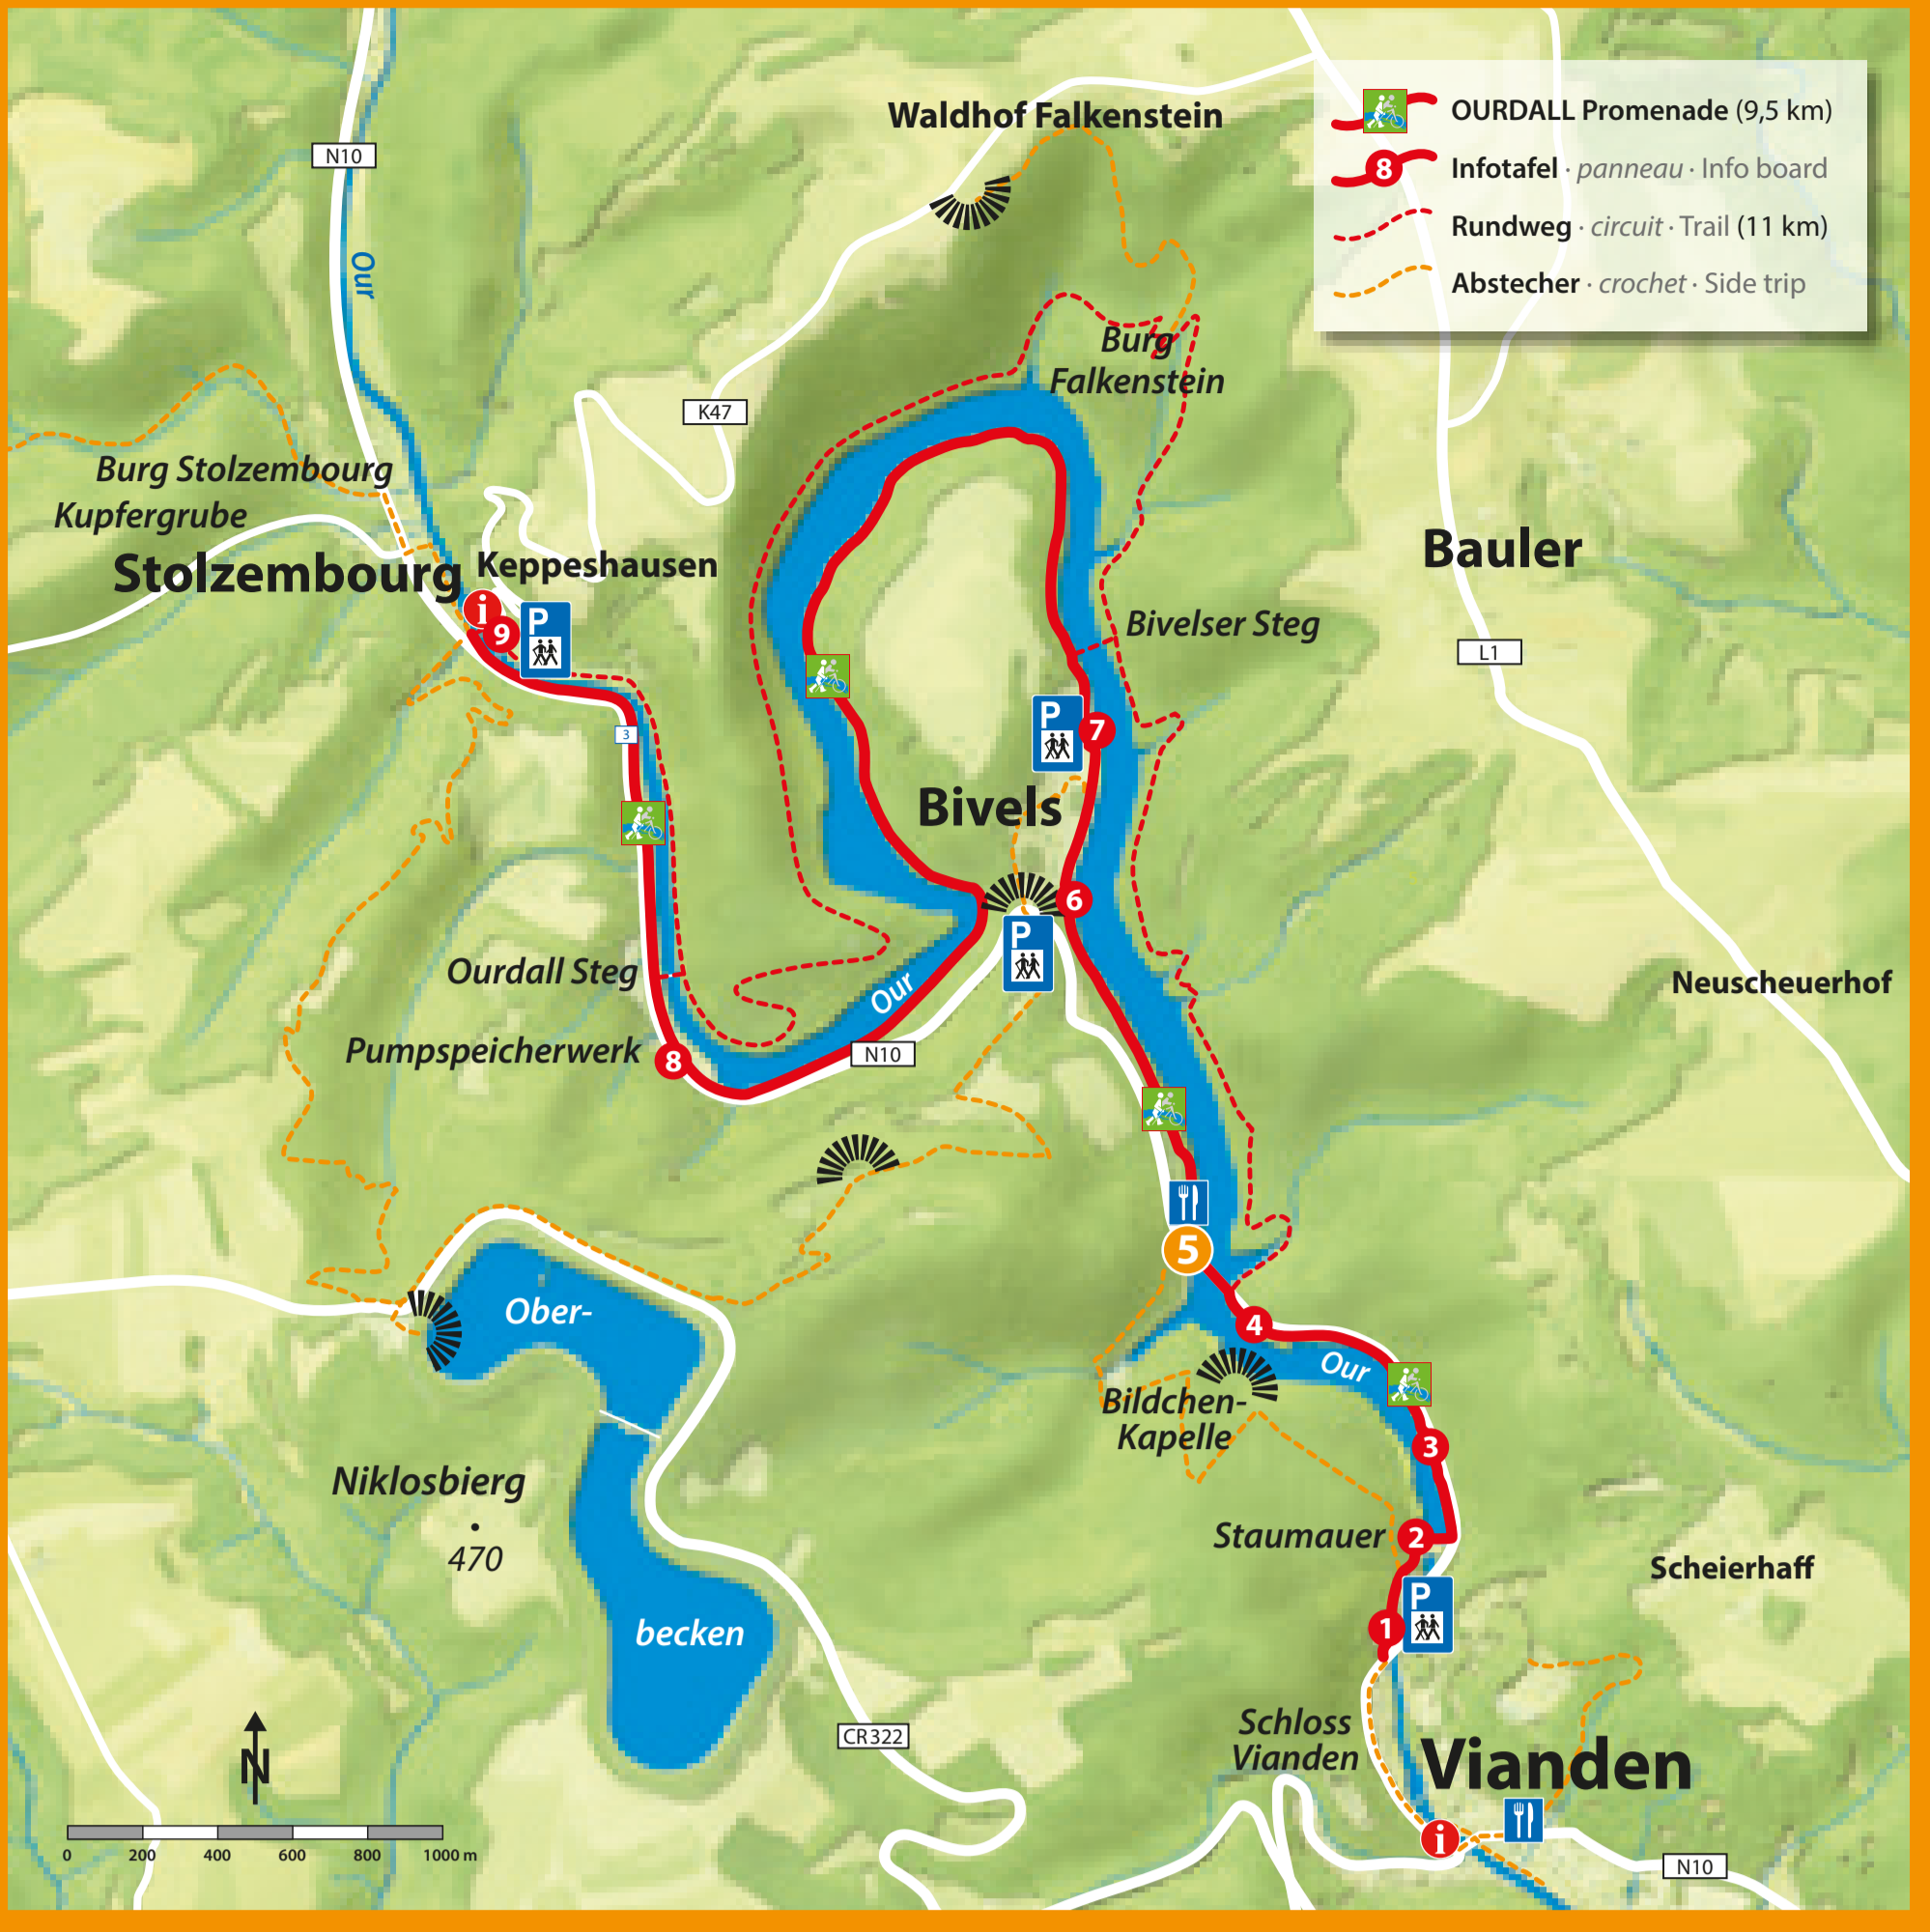 OURDALL Promenade (9,5 km)
8 Infotafel · panneau · Info board
Rundweg · circuit · Trail (11 km)
Abstecher · crochet · Side trip
Waldhof Falkenstein
N10
Our
Burg
Falkenstein
K47
Burg Stolzembourg
Kupfergrube
Stolzembourg
Keppeshausen
Bauler
i
9
P
Bivelser Steg
L1
3
P
7
Bivels
6
P
Ourdall Steg
Our
Neuscheuerhof
Pumpspeicherwerk
8
N10
5
Ober-
4
Our
Bildchen-
Kapelle
3
Niklosbierg
470
Staumauer
2
Scheierhaff
P
1
becken
Schloss
Vianden
CR322
Vianden
N
i
N10
0 200 400 600 800 1000 m